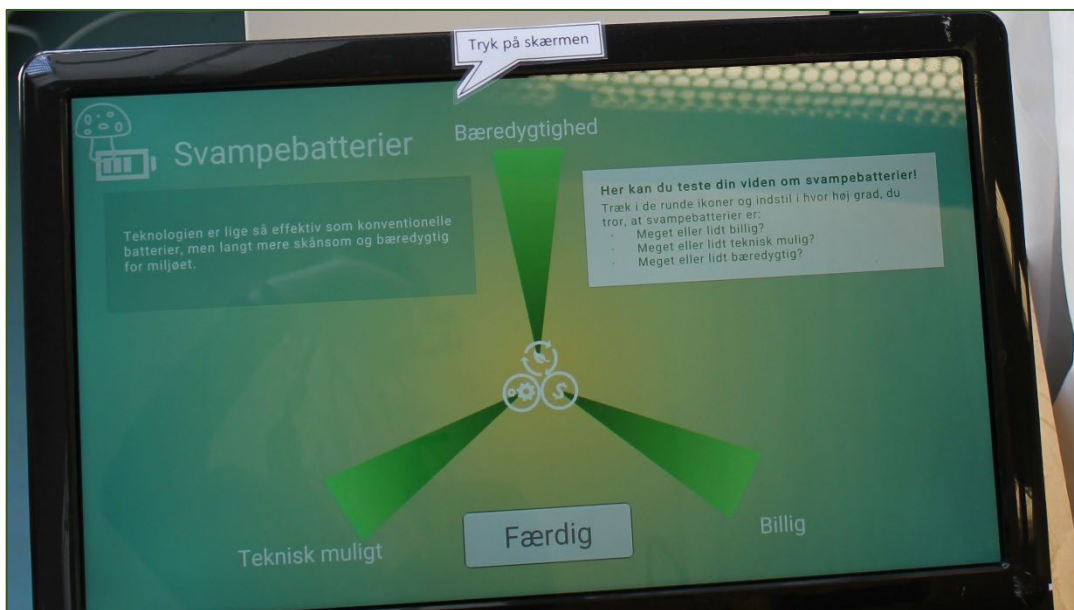 Tryk på skærmen
Svampebatterier
Teknologien er lige så effektiv som konventionelle
batterier, men langt mere skånsom og bæredygtig
for miljøet.
Bæredygtighed
Her kan du teste din viden om svampebatterier!
Træk i de runde ikoner og indstil i hvor høj grad, du
tror, at svampebatterier er:
· Meget eller lidt billig?
· Meget eller lidt teknisk mulig?
· Meget eller lidt bæredygtig?
Teknisk muligt
Færdig
Billig